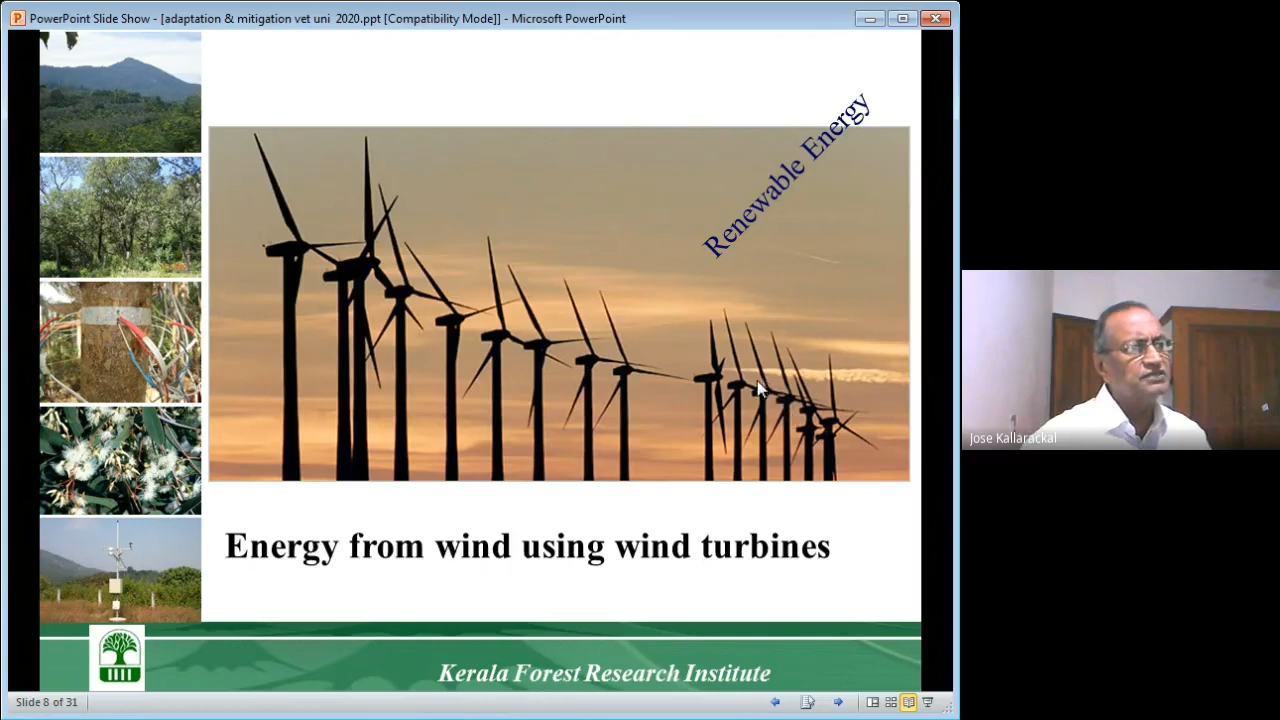 PowerPoint Slide Show - [adaptation & mitigation vet uni  2020.ppt [Compatibility Mode]] - Microsoft PowerPoint
Renewable Energy
Energy from wind using wind turbines
Kerala Forest Research Institute
Slide 8 of 31
Jose Kallarackal